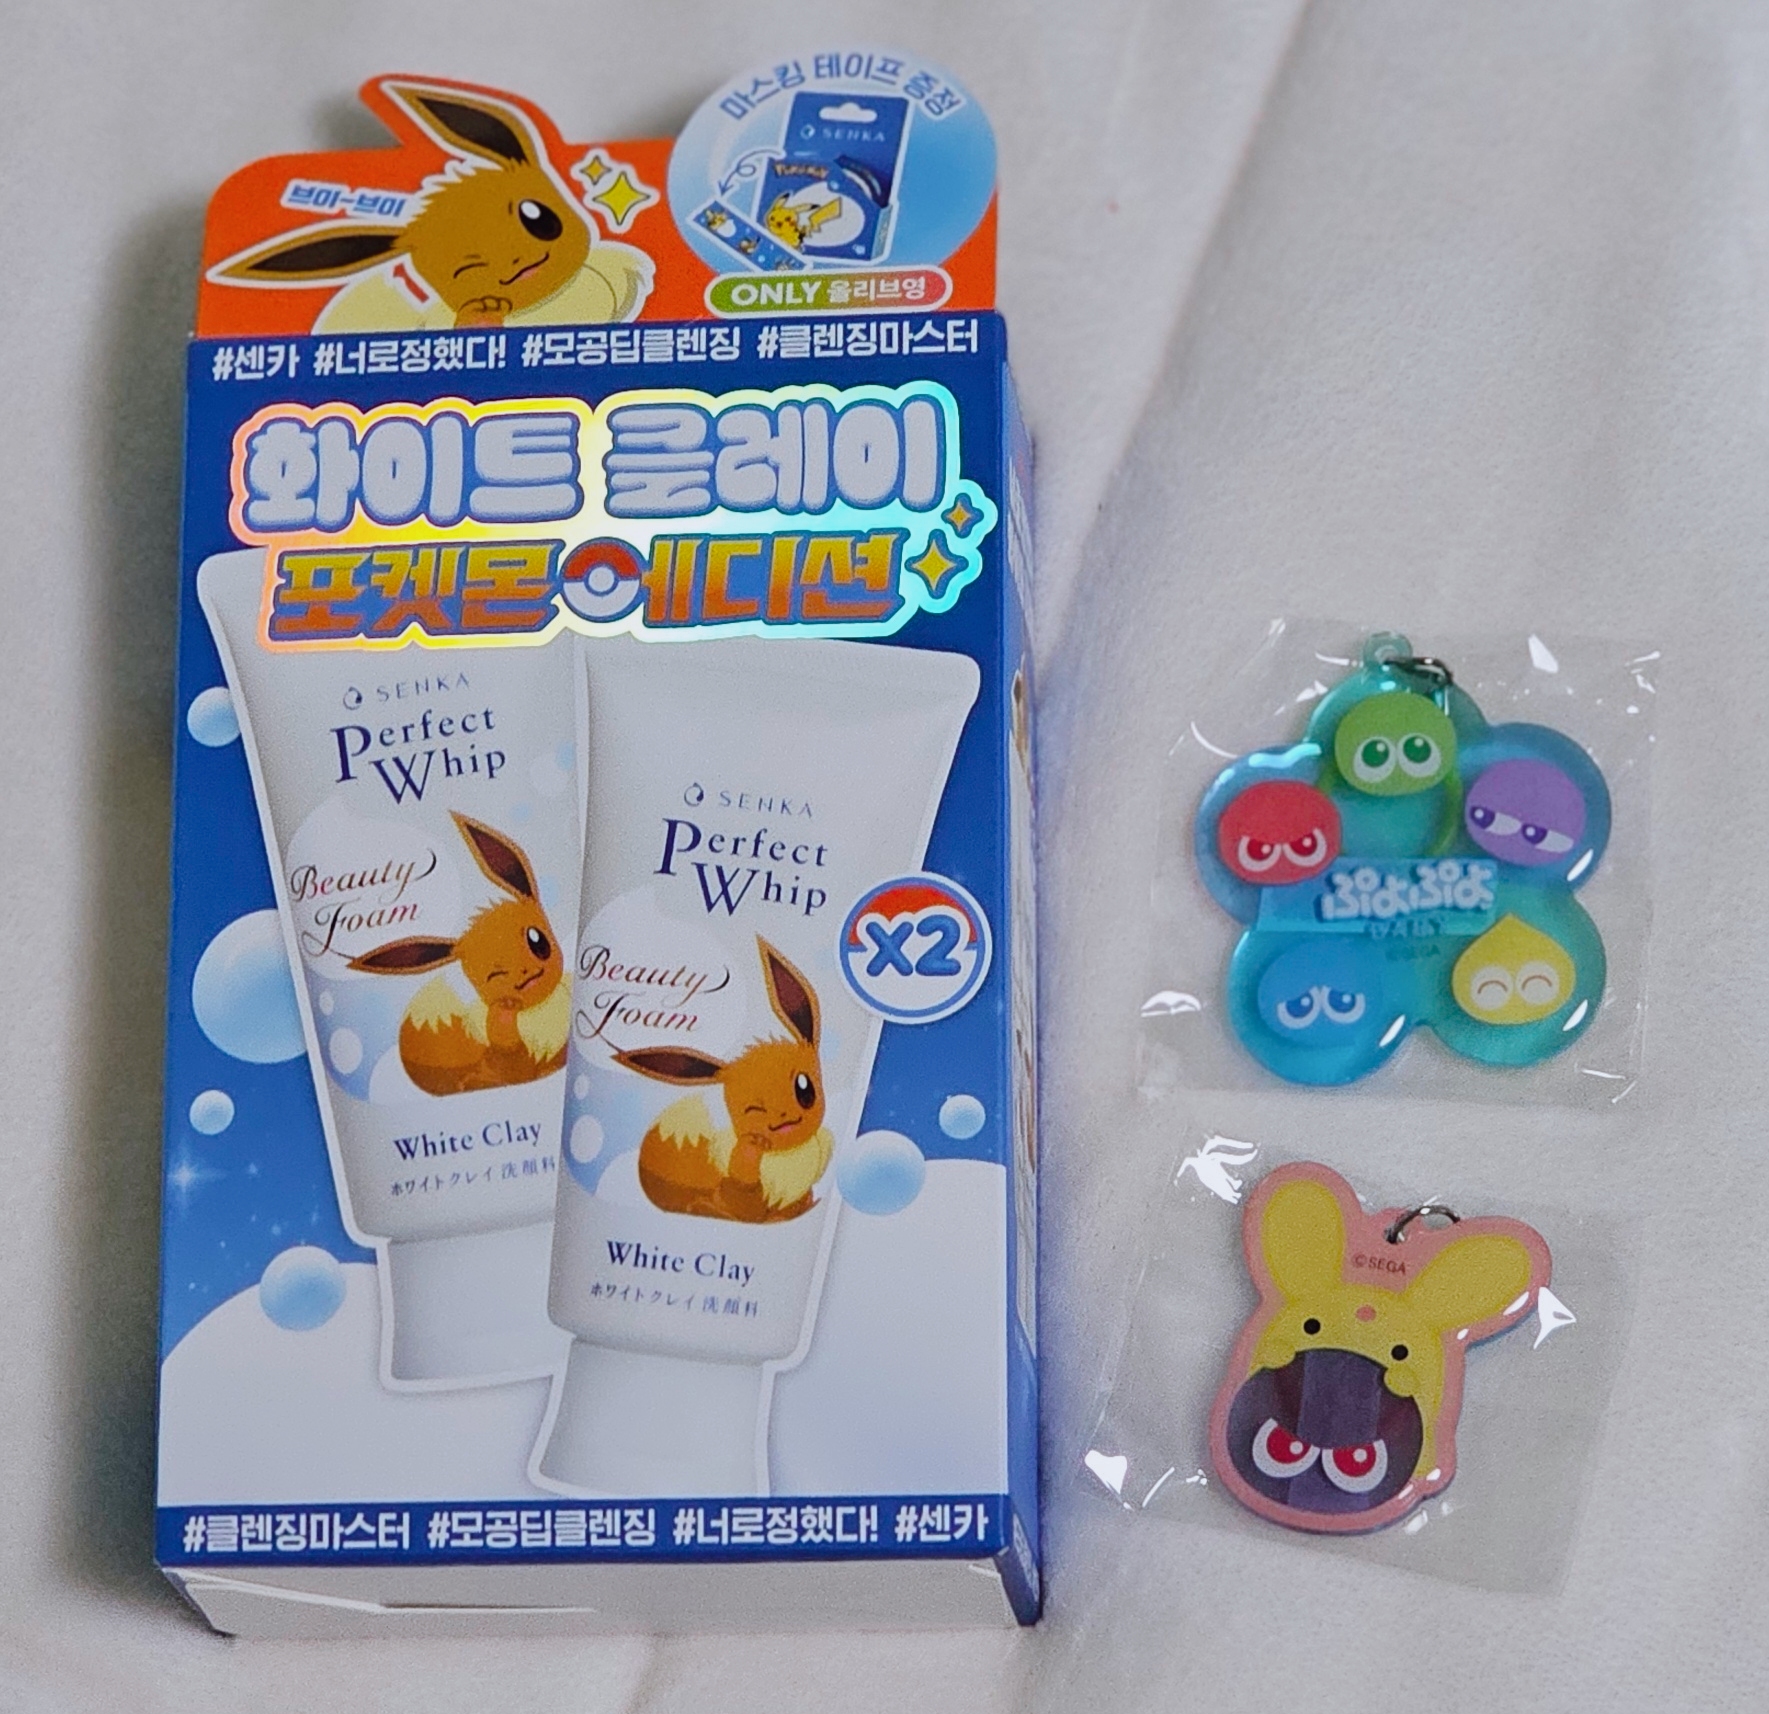 마스킹 테이프 증정
SENKA
Pokémon
브이~브이
ONLY 올리브영
#센카 #너로정했다! #모공딥클렌징 #클렌징마스터
화이트 클레이
포켓몬 에디션
SENKA
Perfect
Whip
Beauty
Foam
White Clay
ホワイトクレイ 洗顔料
SENKA
Perfect
Whip
X2
Beauty
Foam
White Clay
ホワイトクレイ 洗顔料
#클렌징마스터 #모공딥클렌징 #너로정했다! #센카
ぷよぷよ
©SEGA
©SEGA